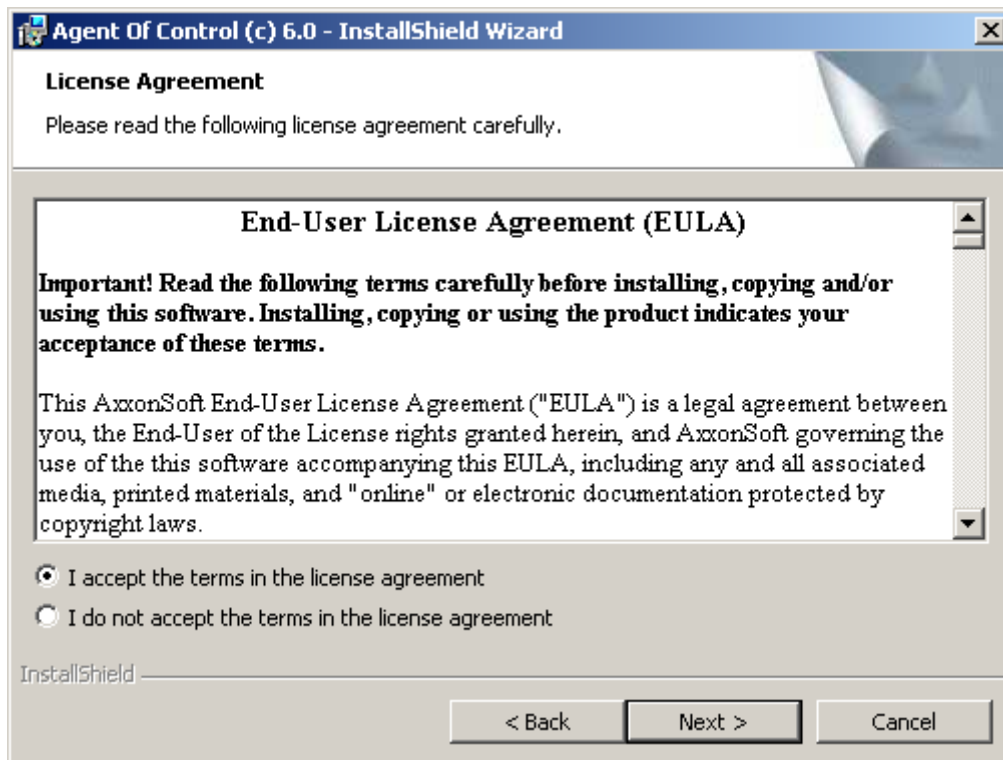 Agent Of Control (c) 6.0 - InstallShield Wizard
License Agreement
Please read the following license agreement carefully.
End-User License Agreement (EULA)
Important! Read the following terms carefully before installing, copying and/or
using this software. Installing, copying or using the product indicates your
acceptance of these terms.
This AxxonSoft End-User License Agreement ("EULA") is a legal agreement between
you, the End-User of the License rights granted herein, and AxxonSoft governing the
use of the this software accompanying this EULA, including any and all associated
media, printed materials, and "online" or electronic documentation protected by
copyright laws.
I accept the terms in the license agreement
I do not accept the terms in the license agreement
InstallShield
< Back Next > Cancel